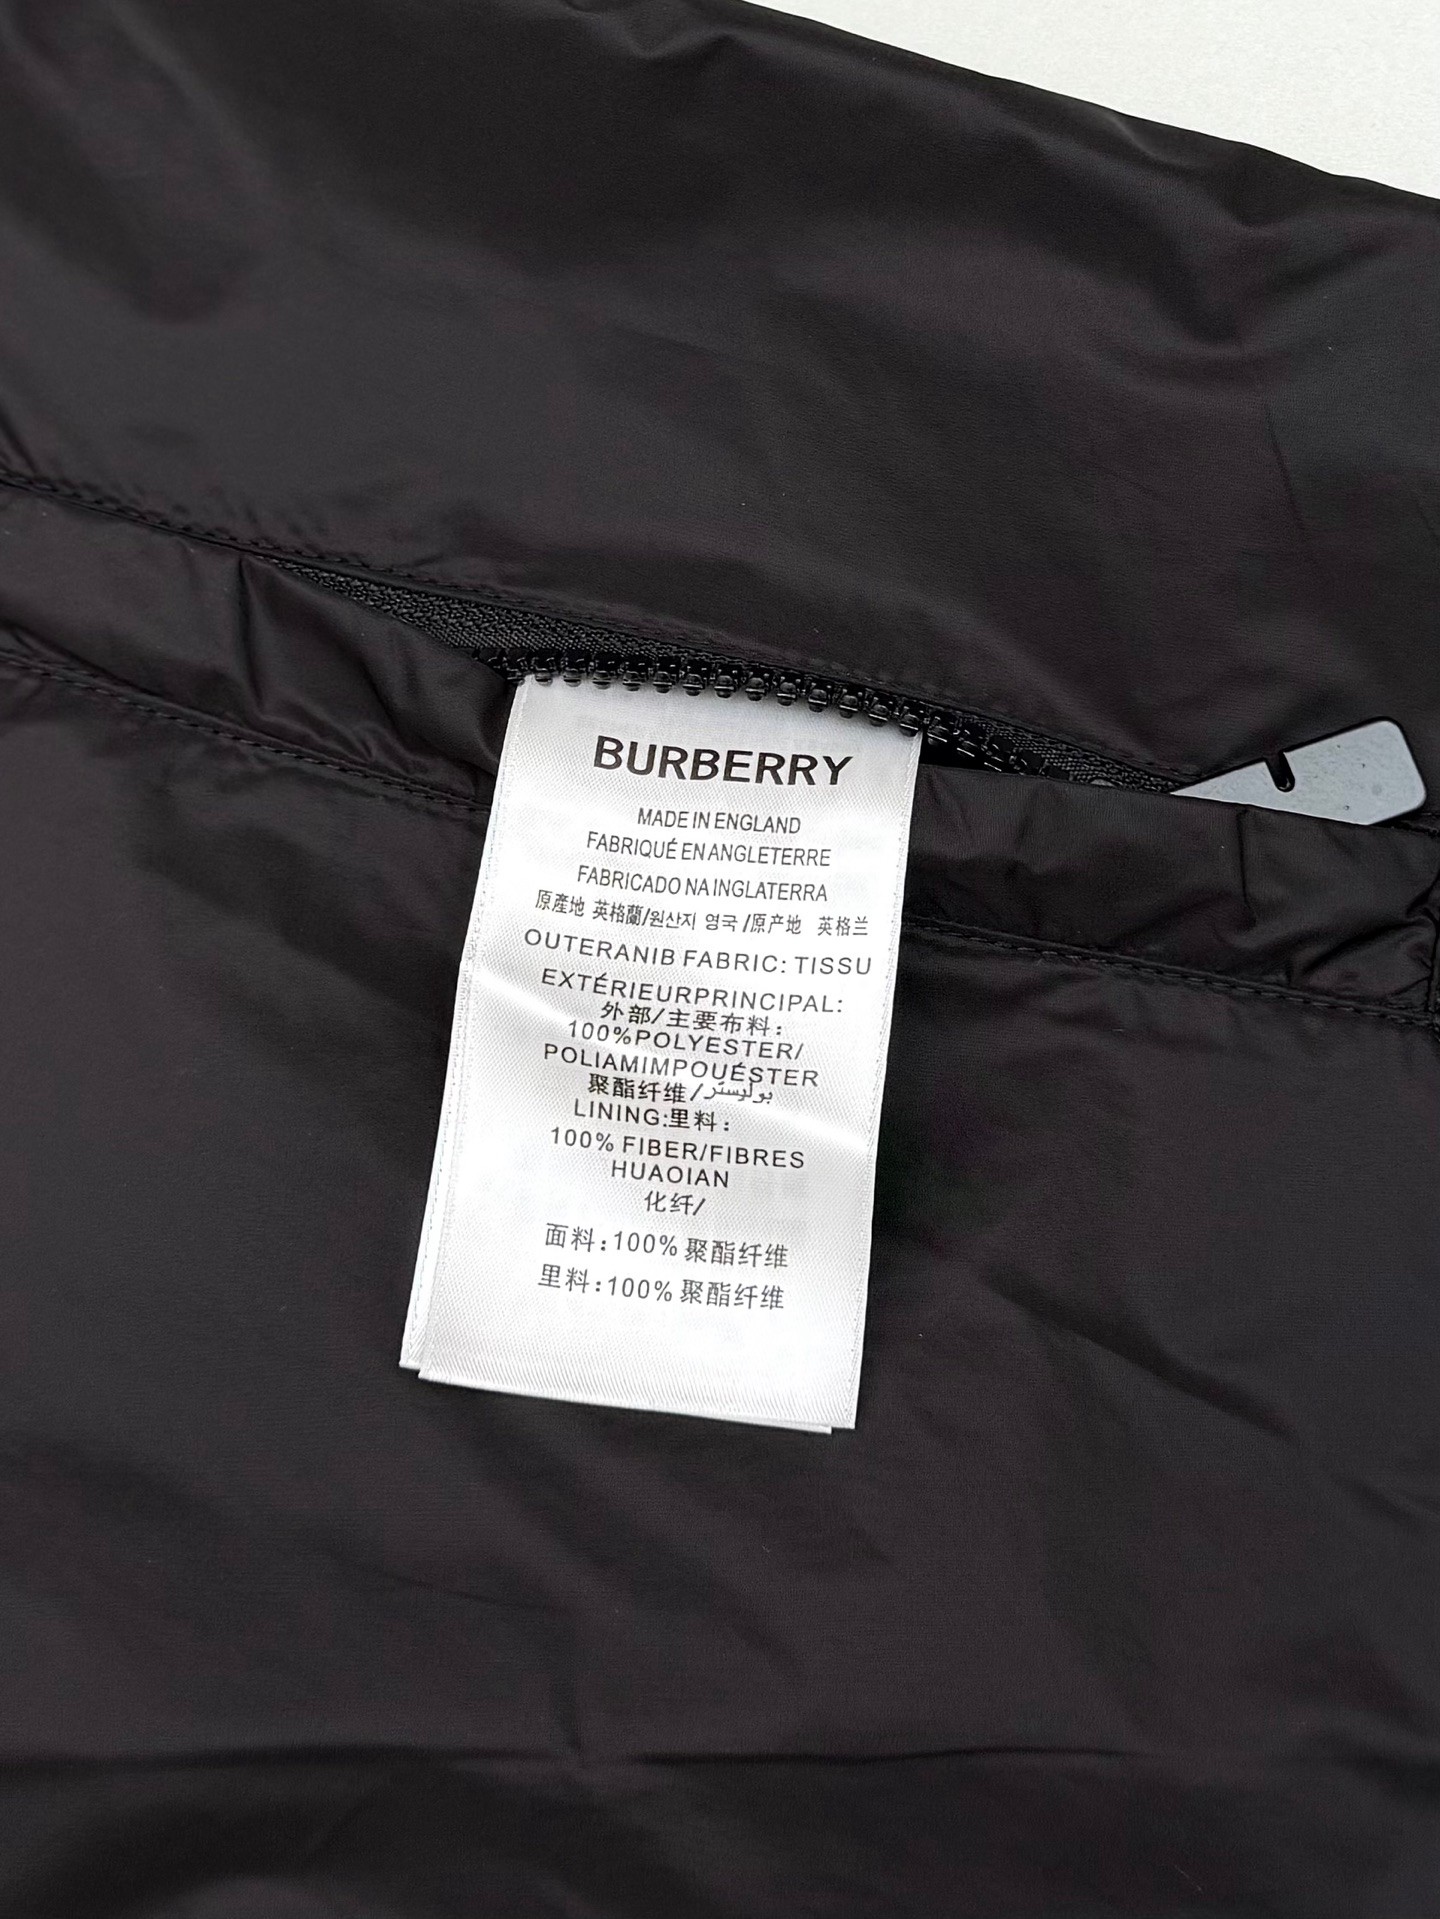 BURBERRY
MADE IN ENGLAND
FABRIQUÉ EN ANGLETERRE
FABRICADO NA INGLATERRA
原產地 英格蘭/원산지 영국 /原产地 英格兰
OUTERANIB FABRIC: TISSU
EXTÉRIEURPRINCIPAL:
外部/主要布料:
100%POLYESTER/
POLIAMIMPOUÉSTER
聚酯纤维/بوليستر
LINING:里料:
100% FIBER/FIBRES
HUAOIAN
化纤/
面料:100% 聚酯纤维
里料:100% 聚酯纤维